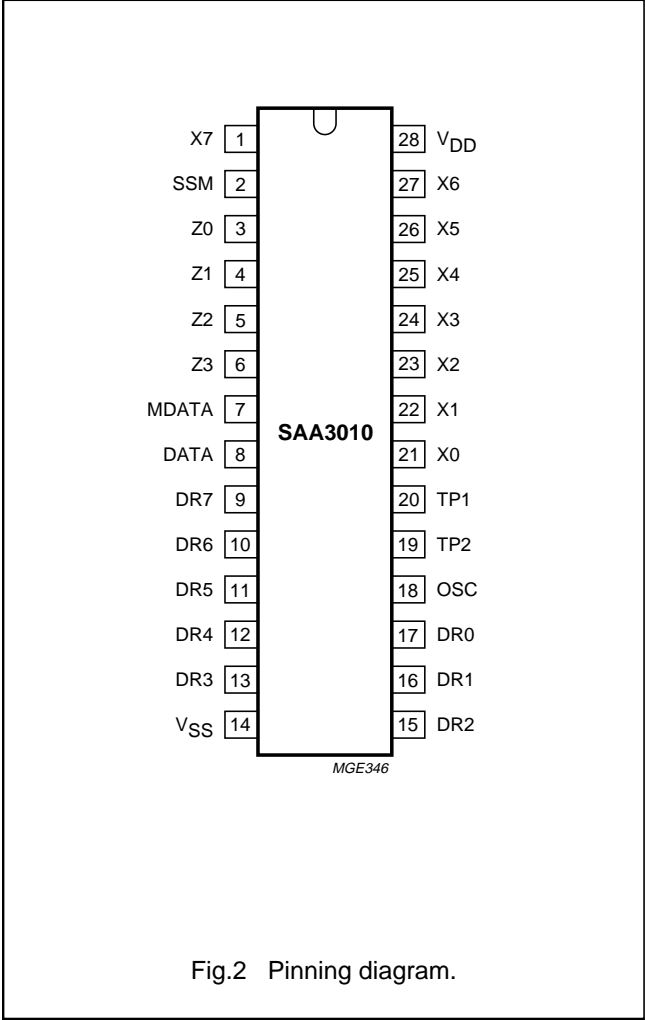 X7 1 28 VDD
SSM 2 27 X6
Z0 3 26 X5
Z1 4 25 X4
Z2 5 24 X3
Z3 6 23 X2
MDATA 7 22 X1
SAA3010
DATA 8 21 X0
DR7 9 20 TP1
DR6 10 19 TP2
DR5 11 18 OSC
DR4 12 17 DR0
DR3 13 16 DR1
VSS 14 15 DR2
MGE346
Fig.2 Pinning diagram.